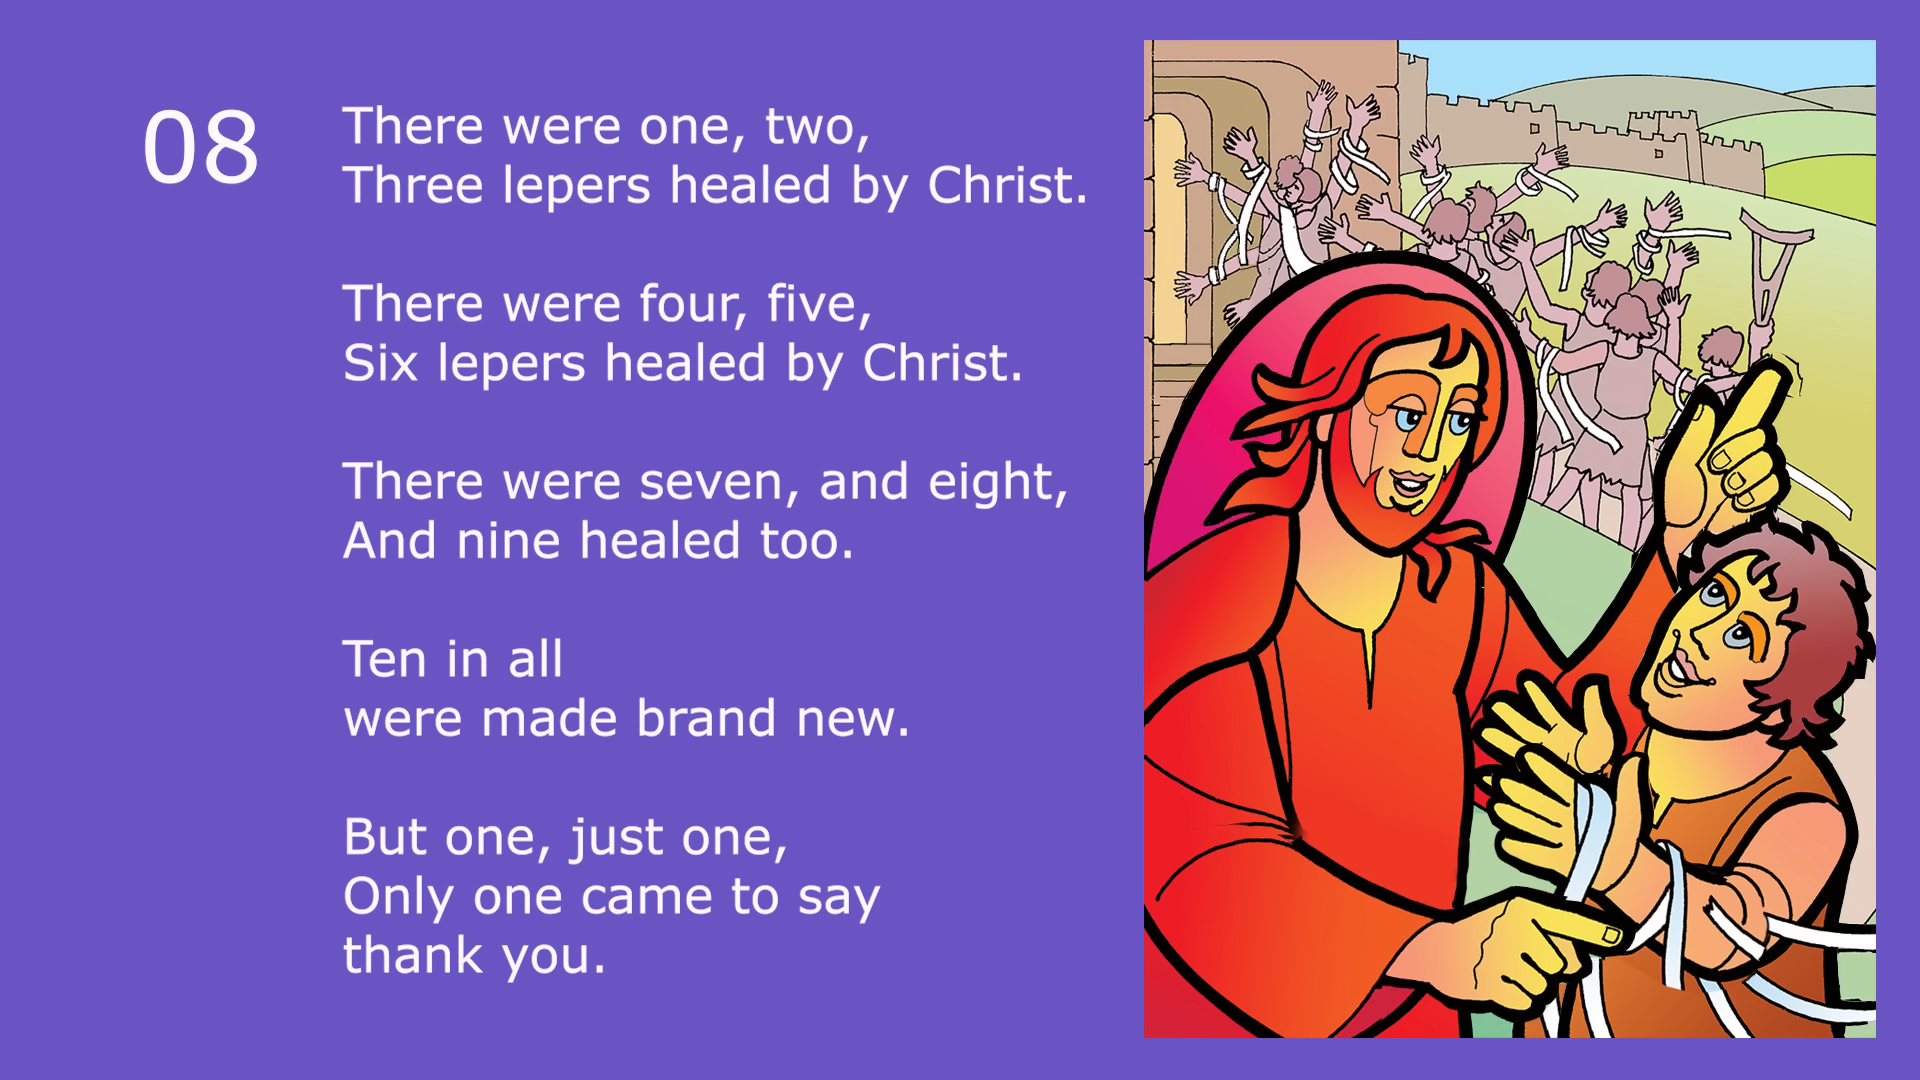 08
There were one, two,
Three lepers healed by Christ.
There were four, five,
Six lepers healed by Christ.
There were seven, and eight,
And nine healed too.
Ten in all
were made brand new.
But one, just one,
Only one came to say
thank you.